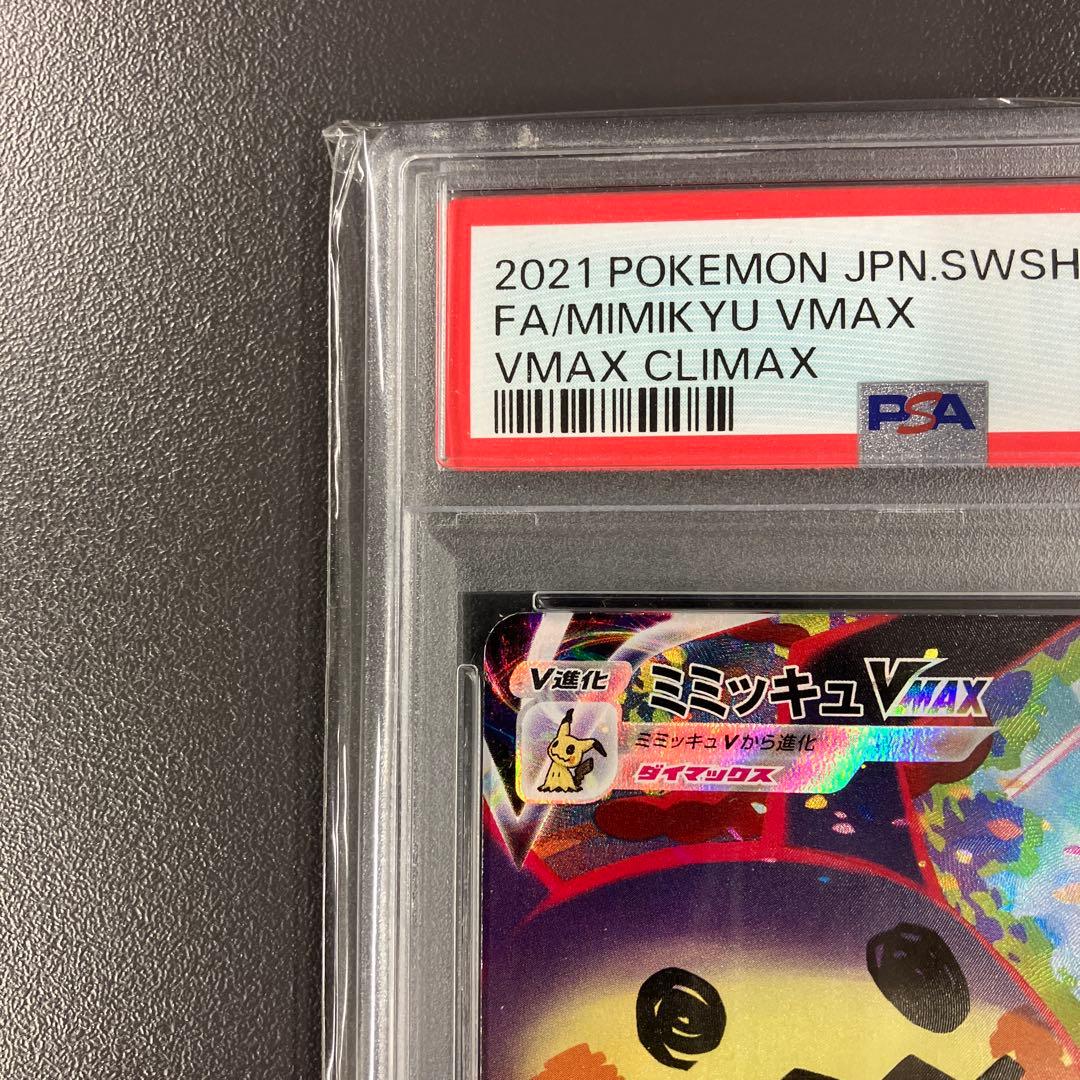 2021 POKEMON JPN.SWSH
FA/MIMIKYU VMAX
VMAX CLIMAX
PSA
V進化
ミミッキュVMAX
ミミッキュVから進化
ダイマックス